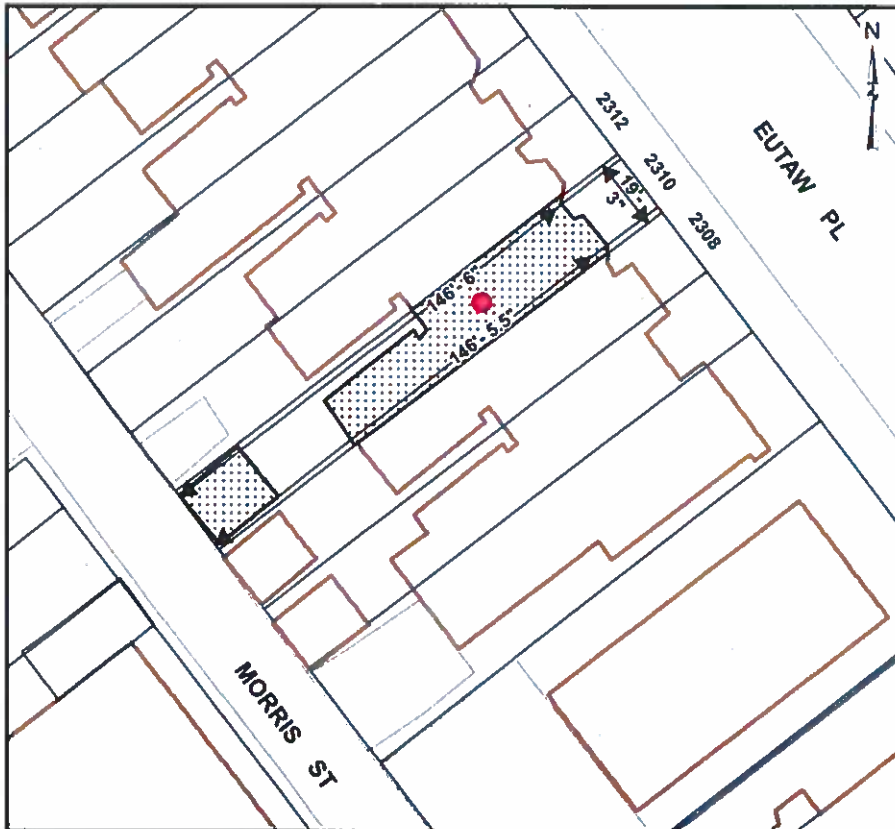 N
2312
EUTAW PL
2310
19'-
3"
2308
146'- 6"
146'- 5.5"
MORRIS ST